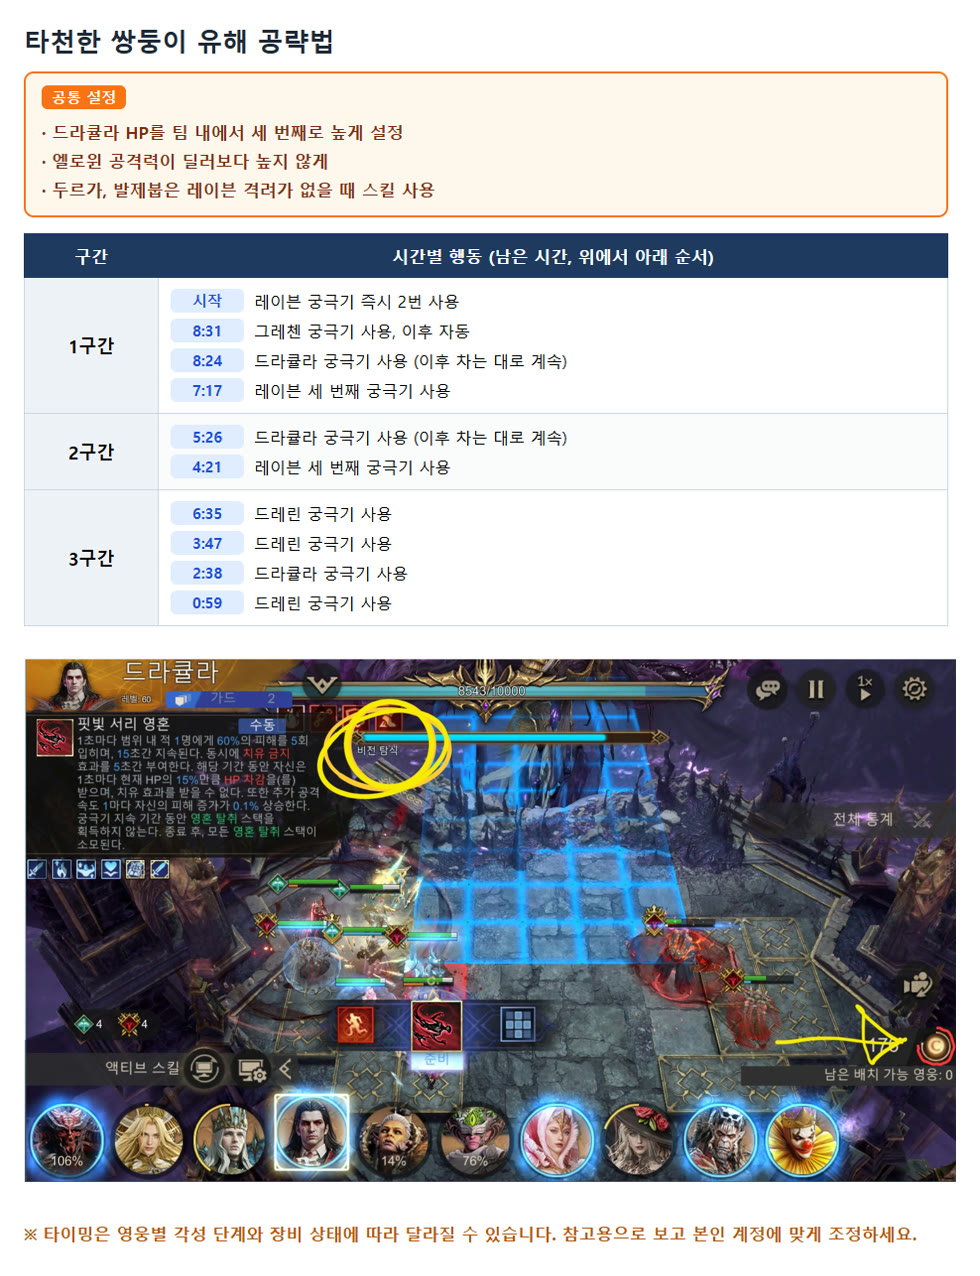 타천한 쌍둥이 유해 공략법
공통 설정
· 드라큘라 HP를 팀 내에서 세 번째로 높게 설정
· 엘로윈 공격력이 딜러보다 높지 않게
· 두르가, 발제붑은 레이븐 격려가 없을 때 스킬 사용
구간 시간별 행동 (남은 시간, 위에서 아래 순서)
1구간
시작 레이븐 궁극기 즉시 2번 사용
8:31 그레첸 궁극기 사용, 이후 자동
8:24 드라큘라 궁극기 사용 (이후 차는 대로 계속)
7:17 레이븐 세 번째 궁극기 사용
2구간
5:26 드라큘라 궁극기 사용 (이후 차는 대로 계속)
4:21 레이븐 세 번째 궁극기 사용
3구간
6:35 드레린 궁극기 사용
3:47 드레린 궁극기 사용
2:38 드라큘라 궁극기 사용
0:59 드레린 궁극기 사용
드라큘라
레벨: 60 가드 2
8543/10000
1×
핏빛 서리 영혼 수동
1초마다 범위 내 적 1명에게 60%의 피해를 5회
입히며, 15초간 지속된다. 동시에 치유 금지
효과를 5초간 부여한다. 해당 기간 동안 자신은
1초마다 현재 HP의 15%만큼 HP 차감을(를)
받으며, 치유 효과를 받을 수 없다. 또한 추가 공격
속도 1마다 자신의 피해 증가가 0.1% 상승한다.
궁극기 지속 기간 동안 영혼 탈취 스택을
획득하지 않는다. 종료 후, 모든 영혼 탈취 스택이
소모된다.
비전 탐식
전체 통계
4 4
준비
액티브 스킬
남은 배치 가능 영웅: 0
106%
14%
76%
※ 타이밍은 영웅별 각성 단계와 장비 상태에 따라 달라질 수 있습니다. 참고용으로 보고 본인 계정에 맞게 조정하세요.